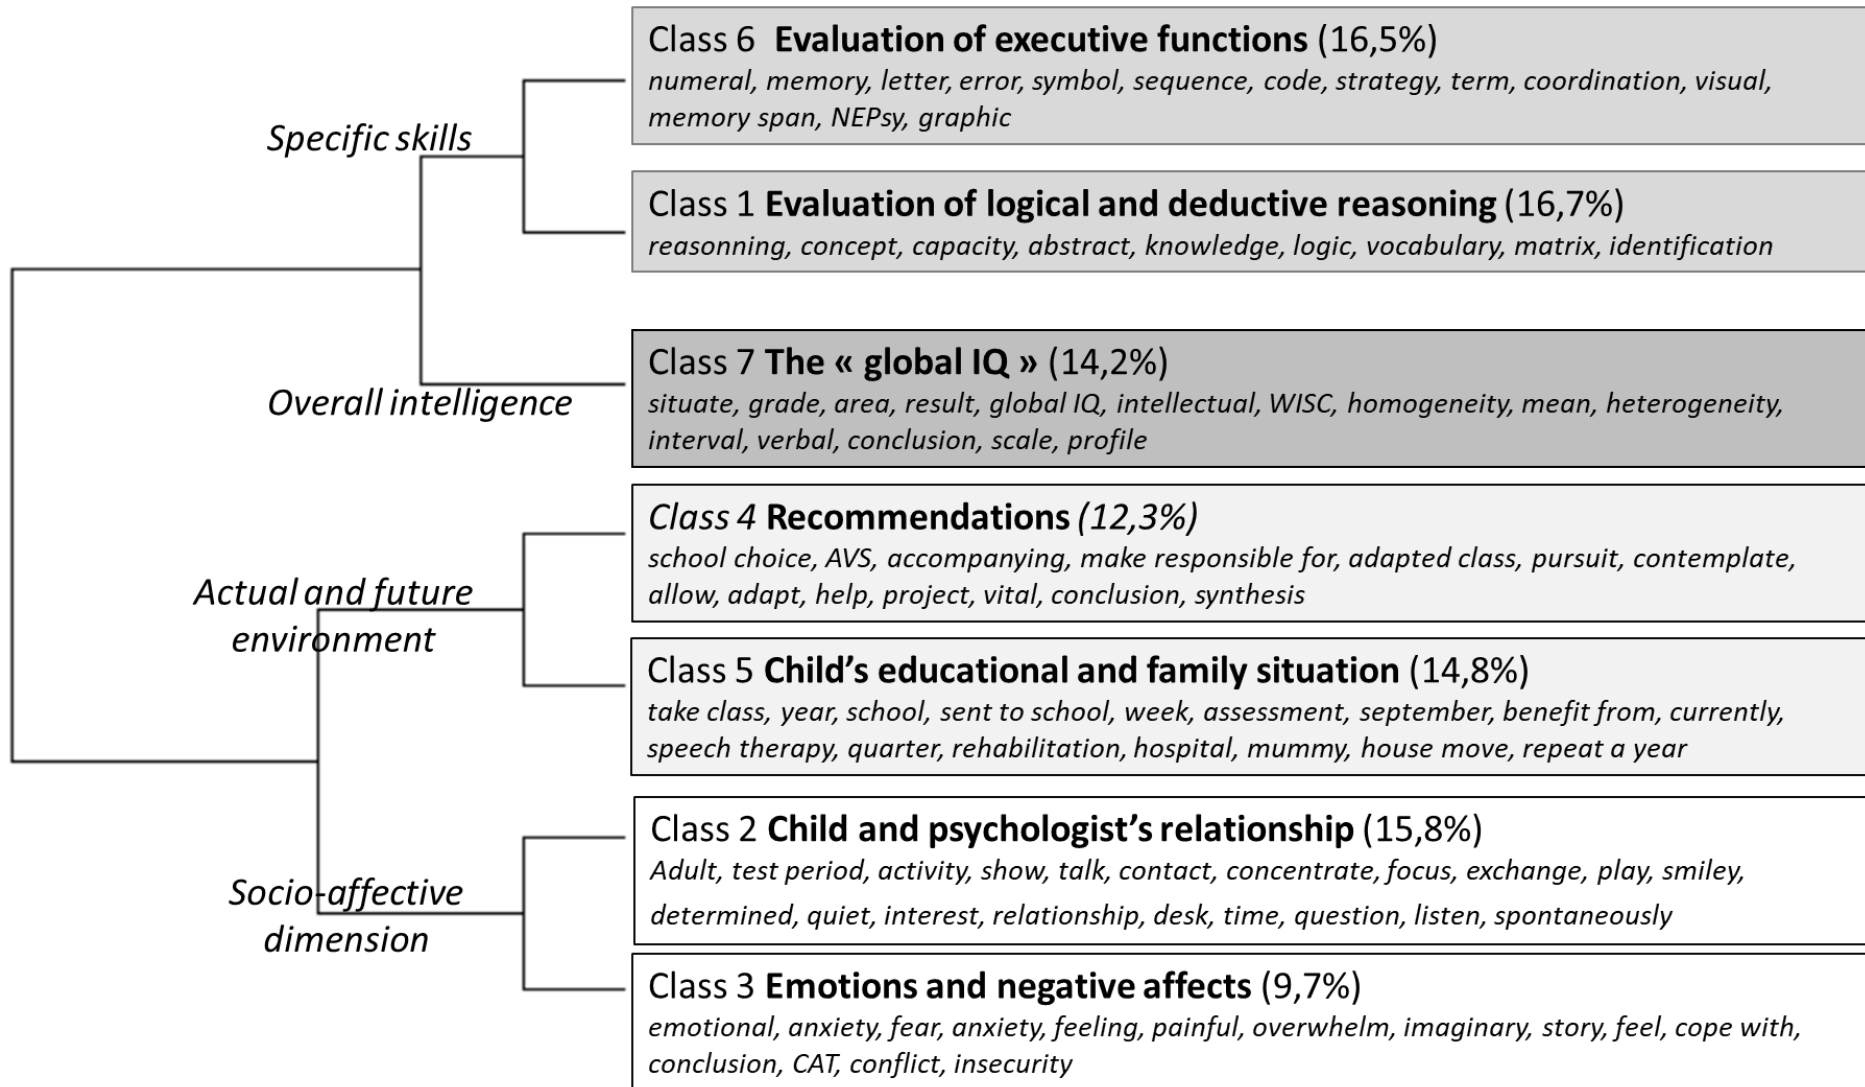 Class 6 Evaluation of executive functions (16,5%)
numeral, memory, letter, error, symbol, sequence, code, strategy, term, coordination, visual,
memory span, NEPsy, graphic
Specific skills
Class 1 Evaluation of logical and deductive reasoning (16,7%)
reasonning, concept, capacity, abstract, knowledge, logic, vocabulary, matrix, identification
Class 7 The « global IQ » (14,2%)
situate, grade, area, result, global IQ, intellectual, WISC, homogeneity, mean, heterogeneity,
interval, verbal, conclusion, scale, profile
Overall intelligence
Class 4 Recommendations (12,3%)
school choice, AVS, accompanying, make responsible for, adapted class, pursuit, contemplate,
allow, adapt, help, project, vital, conclusion, synthesis
Actual and future
environment
Class 5 Child's educational and family situation (14,8%)
take class, year, school, sent to school, week, assessment, september, benefit from, currently,
speech therapy, quarter, rehabilitation, hospital, mummy, house move, repeat a year
Class 2 Child and psychologist's relationship (15,8%)
Adult, test period, activity, show, talk, contact, concentrate, focus, exchange, play, smiley,
determined, quiet, interest, relationship, desk, time, question, listen, spontaneously
Socio-affective
dimension
Class 3 Emotions and negative affects (9,7%)
emotional, anxiety, fear, anxiety, feeling, painful, overwhelm, imaginary, story, feel, cope with,
conclusion, CAT, conflict, insecurity